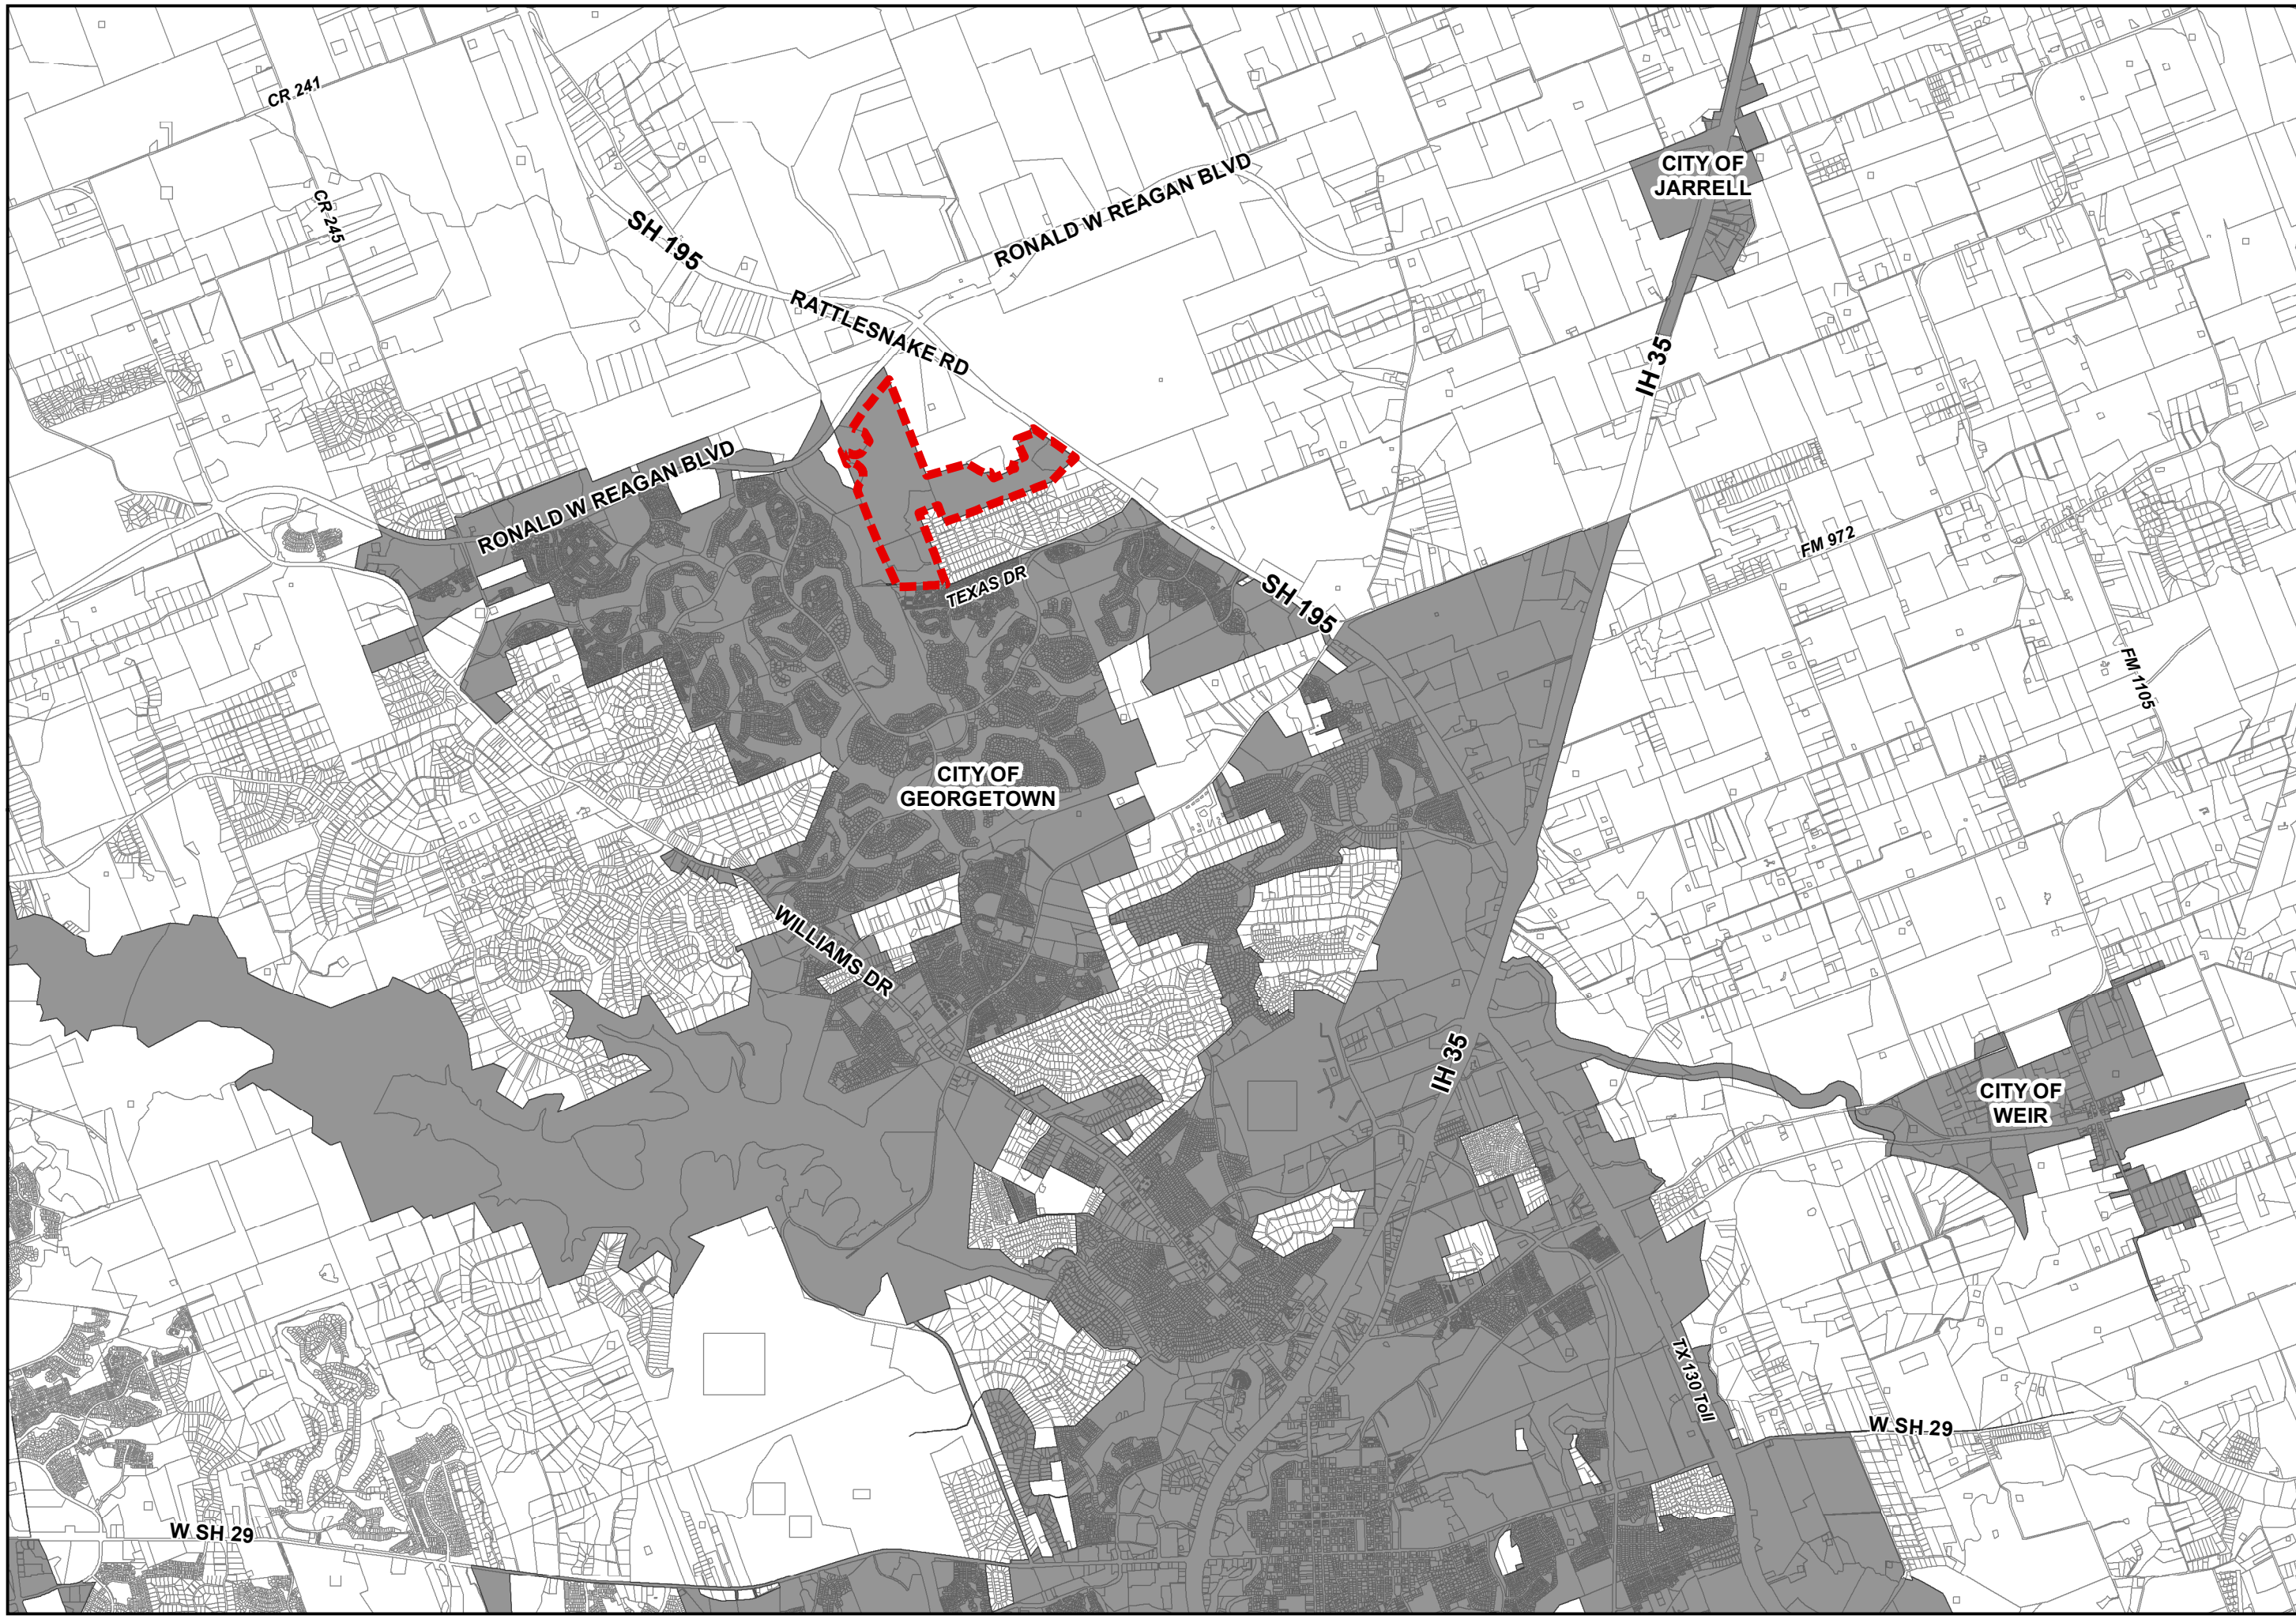 CR 241
CITY OF
JARRELL
CR 245
SH 195
RONALD W REAGAN BLVD
RATTLESNAKE RD
IH 35
RONALD W REAGAN BLVD
FM 972
TEXAS DR
SH 195
FM 1105
CITY OF
GEORGETOWN
WILLIAMS DR
IH 35
CITY OF
WEIR
TX 130 Toll
W SH 29
W SH 29